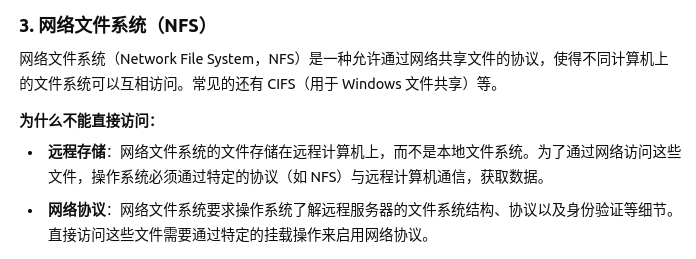 3. 网络文件系统（NFS）
网络文件系统（Network File System，NFS）是一种允许通过网络共享文件的协议，使得不同计算机上
的文件系统可以互相访问。常见的还有 CIFS（用于 Windows 文件共享）等。
为什么不能直接访问：
• 远程存储：网络文件系统的文件存储在远程计算机上，而不是本地文件系统。为了通过网络访问这些
文件，操作系统必须通过特定的协议（如 NFS）与远程计算机通信，获取数据。
• 网络协议：网络文件系统要求操作系统了解远程服务器的文件系统结构、协议以及身份验证等细节。
直接访问这些文件需要通过特定的挂载操作来启用网络协议。